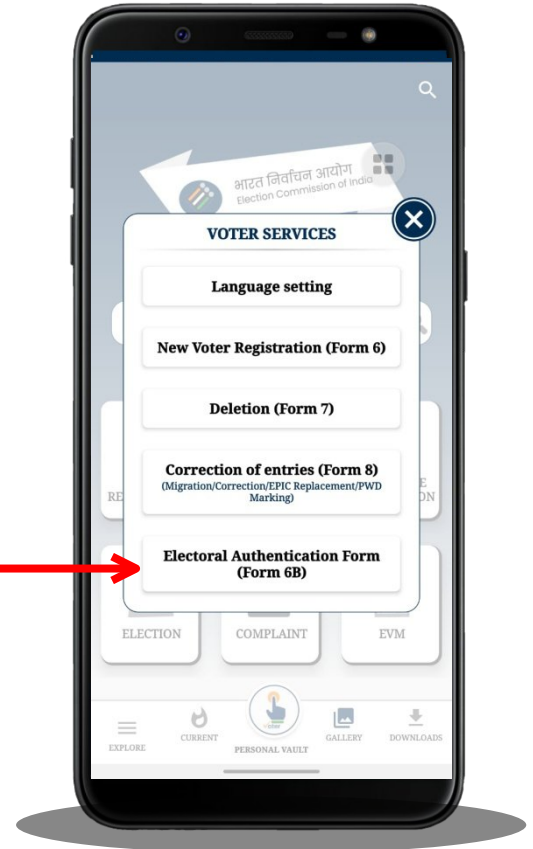 भारत निर्वाचन आयोग
Election Commission of India
VOTER SERVICES
Language setting
New Voter Registration (Form 6)
Deletion (Form 7)
Correction of entries (Form 8)
(Migration/Correction/EPIC Replacement/PWD
Marking)
Electoral Authentication Form
(Form 6B)
RE
E
ON
ELECTION
COMPLAINT
EVM
EXPLORE
CURRENT
PERSONAL VAULT
GALLERY
DOWNLOADS